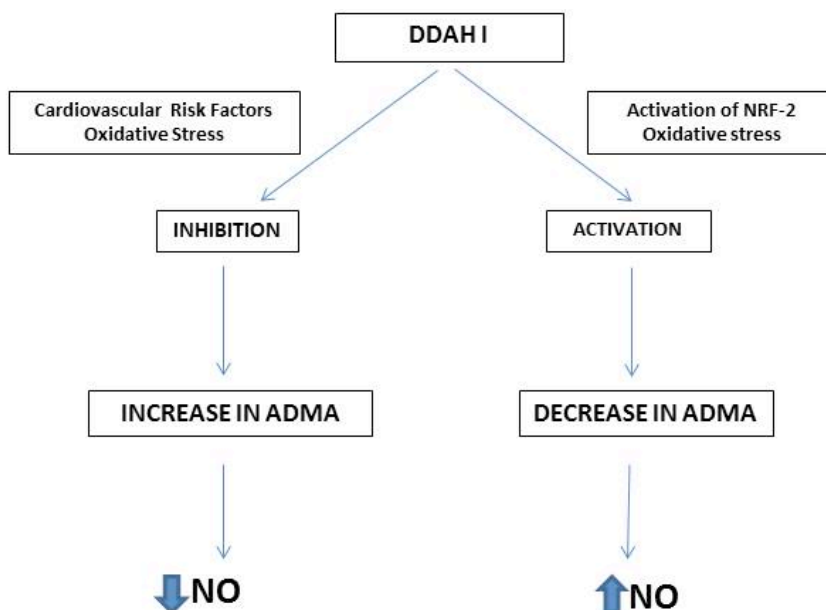 DDAH I
Cardiovascular Risk Factors
Oxidative Stress
Activation of NRF-2
Oxidative stress
INHIBITION
ACTIVATION
INCREASE IN ADMA
DECREASE IN ADMA
NO
NO